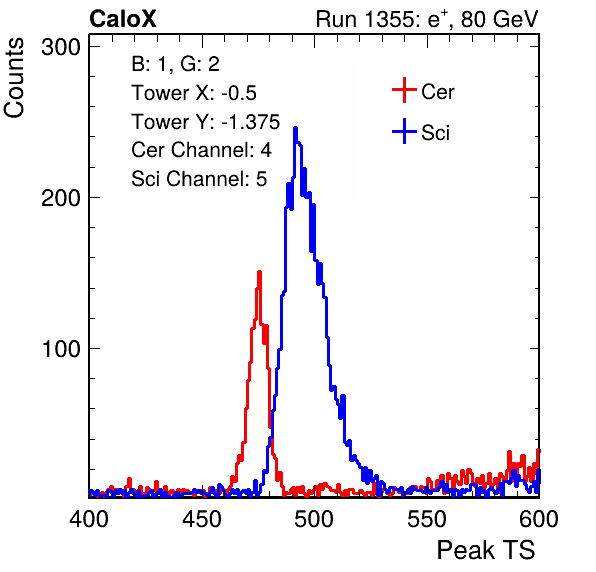 CaloX Run 1355: e⁺, 80 GeV
Counts
300
200
100
B: 1, G: 2
Tower X: -0.5
Tower Y: -1.375
Cer Channel: 4
Sci Channel: 5
Cer
Sci
400 450 500 550 600
Peak TS